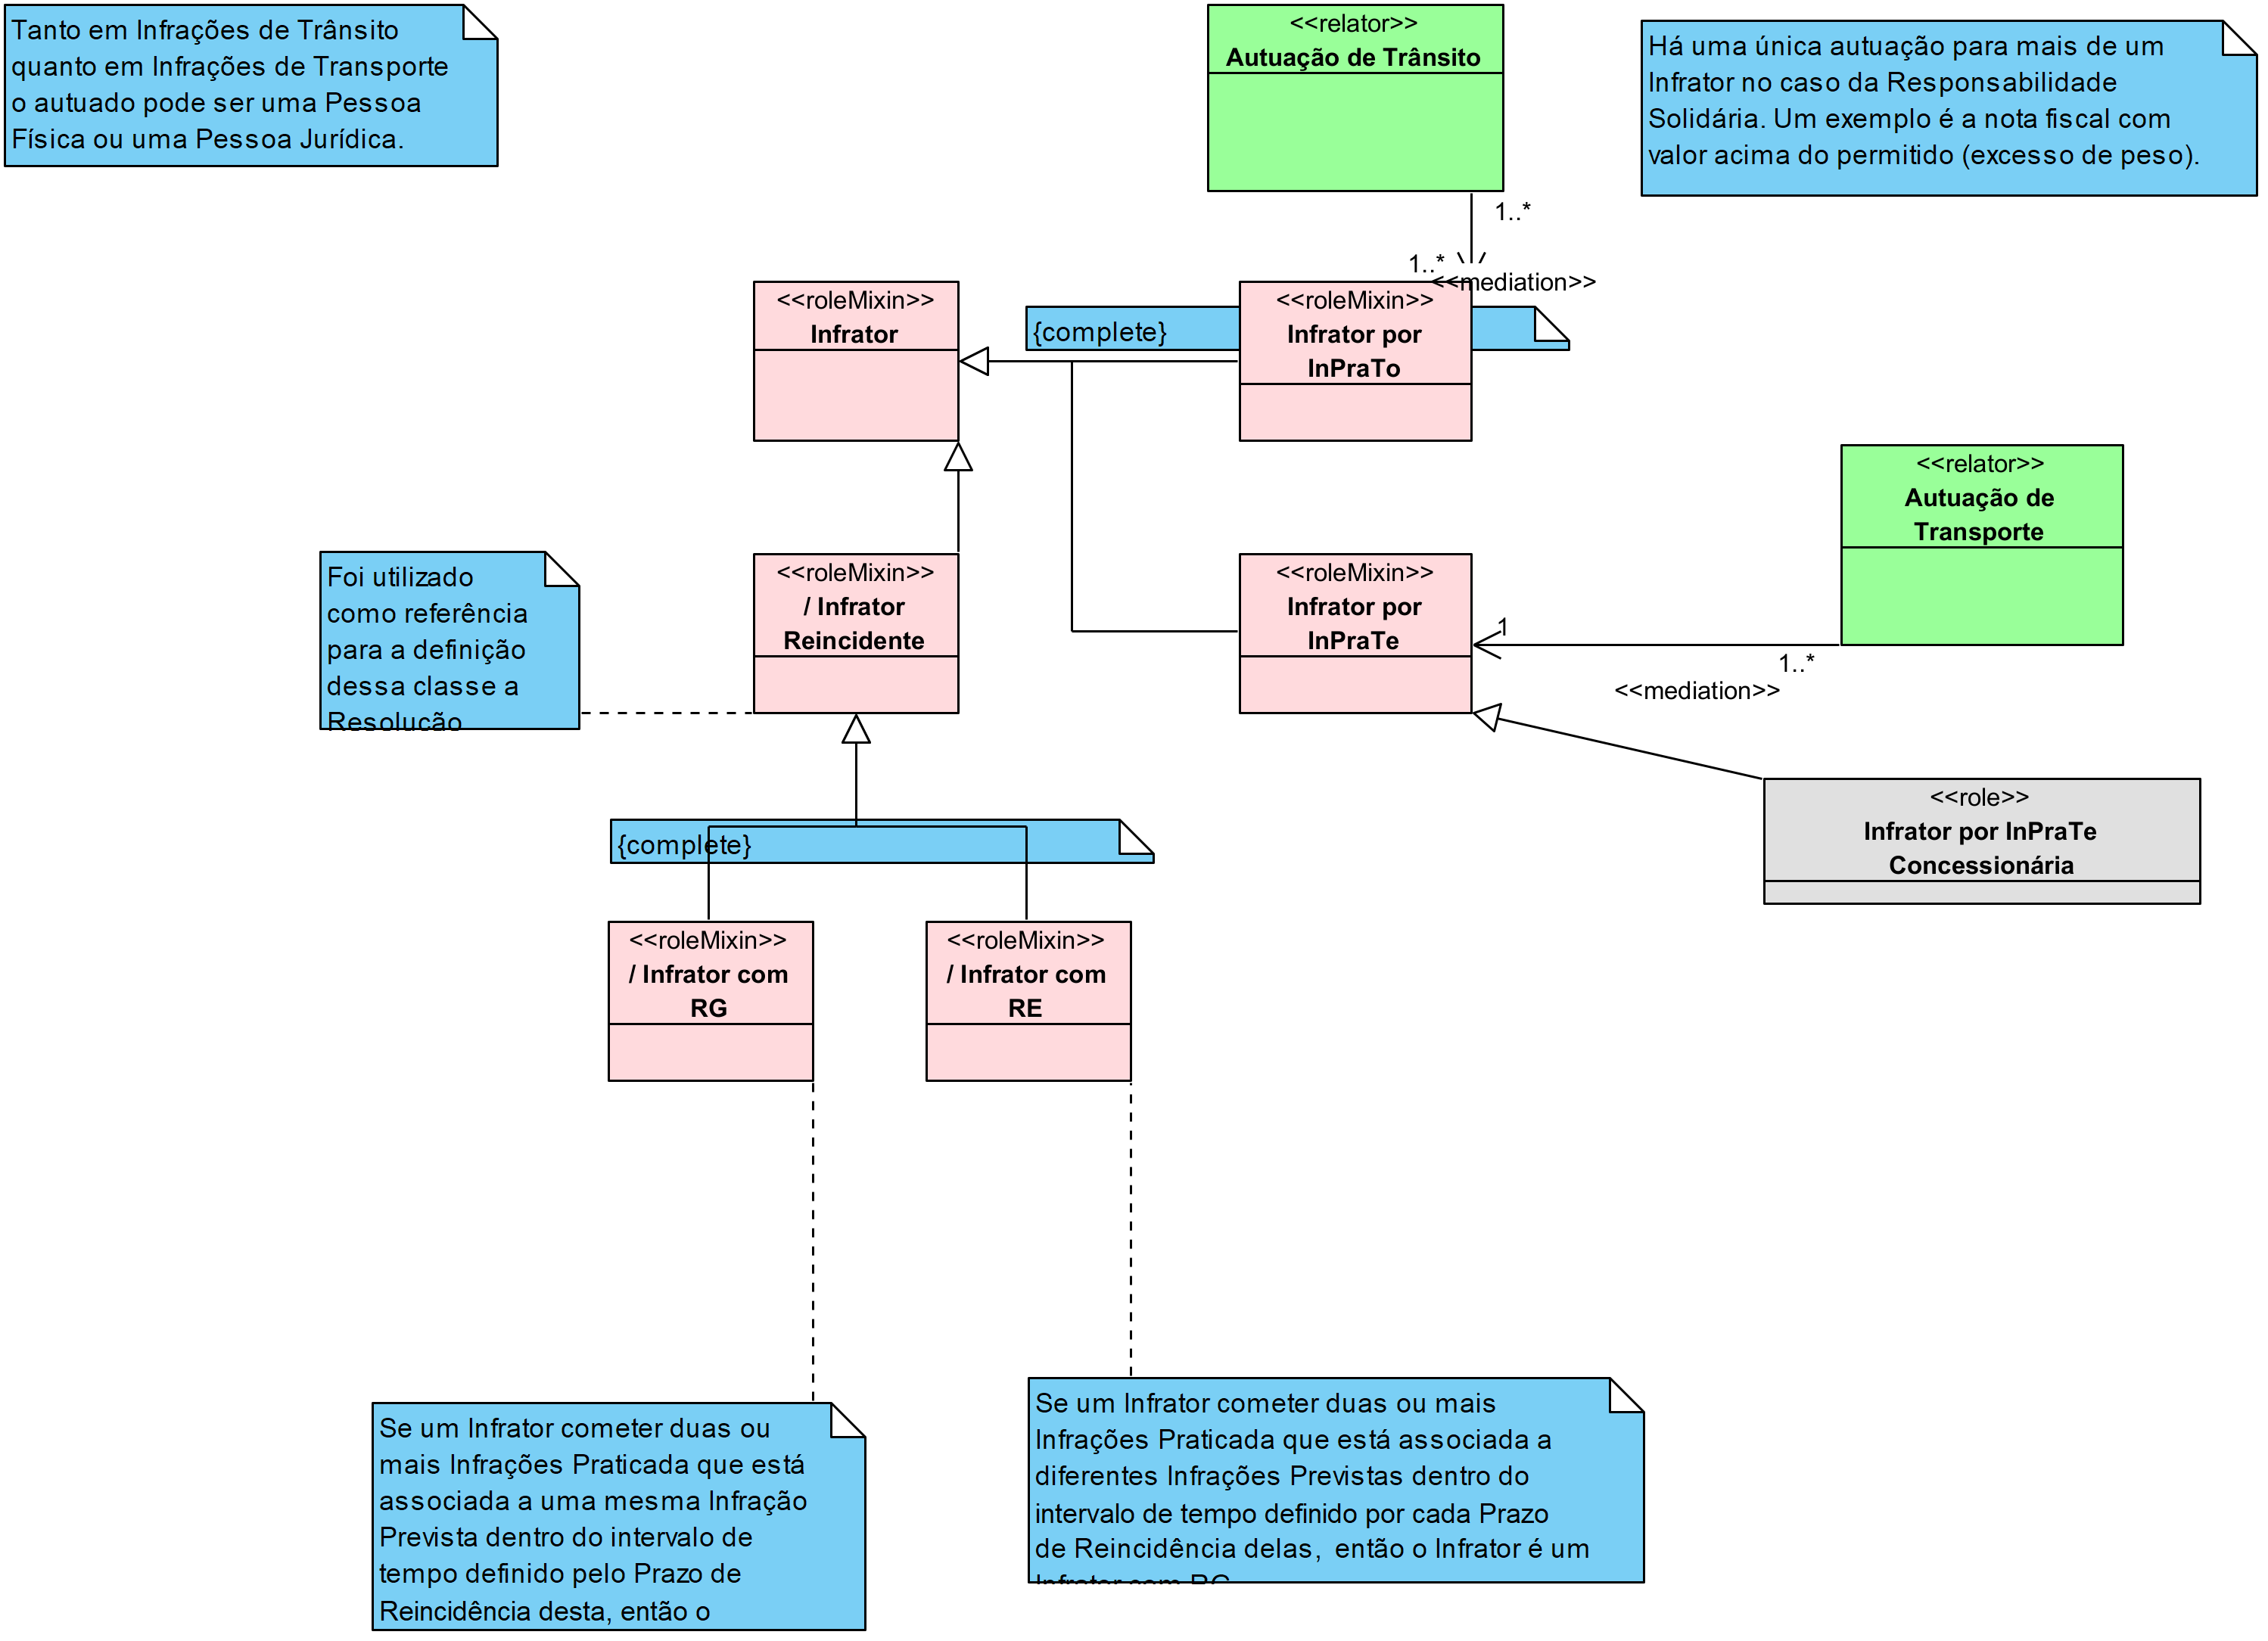 Tanto em Infrações de Trânsito
quanto em Infrações de Transporte
o autuado pode ser uma Pessoa
Física ou uma Pessoa Jurídica.
<<relator>>
Autuação de Trânsito
Há uma única autuação para mais de um
Infrator no caso da Responsabilidade
Solidária. Um exemplo é a nota fiscal com
valor acima do permitido (excesso de peso).
1..*
1..*
<<mediation>>
<<roleMixin>>
Infrator
{complete}
<<roleMixin>>
Infrator por
InPraTo
<<relator>>
Autuação de
Transporte
Foi utilizado
como referência
para a definição
dessa classe a
Resolução
<<roleMixin>>
/ Infrator
Reincidente
<<roleMixin>>
Infrator por
InPraTe
1
1..*
<<mediation>>
<<role>>
Infrator por InPraTe
Concessionária
{complete}
<<roleMixin>>
/ Infrator com
RG
<<roleMixin>>
/ Infrator com
RE
Se um Infrator cometer duas ou
mais Infrações Praticada que está
associada a uma mesma Infração
Prevista dentro do intervalo de
tempo definido pelo Prazo de
Reincidência desta, então o
Se um Infrator cometer duas ou mais
Infrações Praticada que está associada a
diferentes Infrações Previstas dentro do
intervalo de tempo definido por cada Prazo
de Reincidência delas,  então o Infrator é um
Infrator com RG